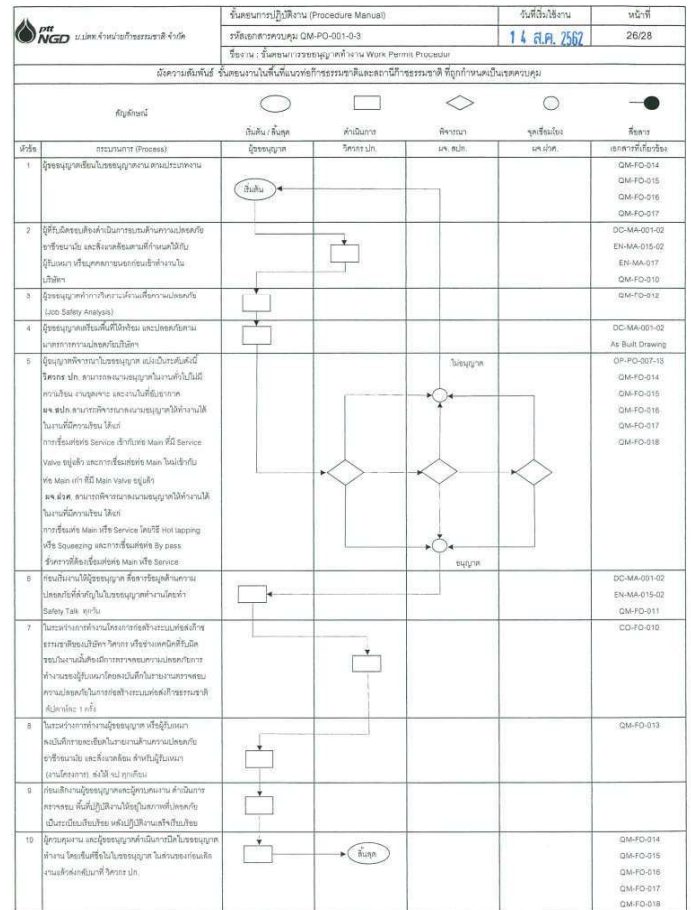 ptt
NGD บ.ปตท.จำหน่ายก๊าซธรรมชาติ จำกัด
ขั้นตอนการปฏิบัติงาน (Procedure Manual)
วันที่เริ่มใช้งาน
หน้าที่
รหัสเอกสารควบคุม QM-PO-001-0-3
14 ส.ค. 2562
26/28
ชื่องาน : ขั้นตอนการขออนุญาตทำงาน Work Permit Procedur
ผังความสัมพันธ์ ขั้นตอนงานในพื้นที่แนวท่อก๊าซธรรมชาติและสถานีก๊าซธรรมชาติ ที่ถูกกำหนดเป็นเขตควบคุม
สัญลักษณ์
เริ่มต้น / สิ้นสุด
ดำเนินการ
พิจารณา
จุดเชื่อมโยง
สื่อสาร
หัวข้อ
กระบวนการ (Process)
ผู้ขออนุญาต
วิศวกร ปก.
ผจ. สปก.
ผจ.ฝวศ.
เอกสารที่เกี่ยวข้อง
1
ผู้ขออนุญาตเขียนใบขออนุญาตงาน ตามประเภทงาน
เริ่มต้น
QM-FO-014
QM-FO-015
QM-FO-016
QM-FO-017
2
ผู้ที่รับผิดชอบต้องดำเนินการอบรมด้านความปลอดภัย
อาชีวอนามัย และสิ่งแวดล้อมตามที่กำหนดให้กับ
ผู้รับเหมา หรือบุคคลภายนอกก่อนเข้าทำงานใน
บริษัทฯ
DC-MA-001-02
EN-MA-015-02
EN-MA-017
QM-FO-010
3
ผู้ขออนุญาตทำการวิเคราะห์งานเพื่อความปลอดภัย
(Job Safety Analysis)
QM-FO-012
4
ผู้ขออนุญาตเตรียมพื้นที่ให้พร้อม และปลอดภัยตาม
มาตรการความปลอดภัยบริษัทฯ
DC-MA-001-02
As Built Drawing
5
ผู้อนุญาตพิจารณาใบขออนุญาต แบ่งเป็นระดับดังนี้
วิศวกร ปก. สามารถลงนามอนุญาตในงานทั่วไปไม่มี
ความร้อน งานขุดเจาะ และงานในที่อับอากาศ
ผจ.สปก.สามารถพิจารณาลงนามอนุญาตให้ทำงานได้
ในงานที่มีความร้อน ได้แก่
การเชื่อมต่อท่อ Service เข้ากับท่อ Main ที่มี Service
Valve อยู่แล้ว และการเชื่อมต่อท่อ Main ใหม่เข้ากับ
ท่อ Main เก่า ที่มี Main Valve อยู่แล้ว
ผจ.ฝวศ. สามารถพิจารณาลงนามอนุญาตให้ทำงานได้
ในงานที่มีความร้อน ได้แก่
การเชื่อมท่อ Main หรือ Service โดยวิธี Hot tapping
หรือ Squeezing และการเชื่อมต่อท่อ By pass
ชั่วคราวที่ต้องเชื่อมต่อท่อ Main หรือ Service
ไม่อนุญาต
อนุญาต
OP-PO-007-13
QM-FO-014
QM-FO-015
QM-FO-016
QM-FO-017
QM-FO-018
6
ก่อนเริ่มงานให้ผู้ขออนุญาต สื่อสารข้อมูลด้านความ
ปลอดภัยที่สำคัญในใบขออนุญาตทำงานโดยทำ
Safety Talk ทุกวัน
DC-MA-001-02
EN-MA-015-02
QM-FO-011
7
ในระหว่างการทำงานโครงการก่อสร้างระบบท่อส่งก๊าซ
ธรรมชาติของบริษัทฯ วิศวกร หรือช่างเทคนิคที่รับผิด
ชอบในงานนั้นต้องมีการตรวจสอบความปลอดภัยการ
ทำงานของผู้รับเหมาโดยลงบันทึกในรายงานตรวจสอบ
ความปลอดภัยในการก่อสร้างระบบท่อส่งก๊าซธรรมชาติ
สัปดาห์ละ 1 ครั้ง
CO-FO-010
8
ในระหว่างการทำงานผู้ขออนุญาต หรือผู้รับเหมา
ลงบันทึกรายละเอียดในรายงานด้านความปลอดภัย
อาชีวอนามัย และสิ่งแวดล้อม สำหรับผู้รับเหมา
(งานโครงการ) ส่งให้ จป ทุกเดือน
QM-FO-013
9
ก่อนเลิกงานผู้ขออนุญาตและผู้ควบคุมงาน ดำเนินการ
ตรวจสอบ พื้นที่ปฏิบัติงานให้อยู่ในสภาพที่ปลอดภัย
เป็นระเบียบเรียบร้อย หลังปฏิบัติงานเสร็จเรียบร้อย
10
ผู้ควบคุมงาน และผู้ขออนุญาตดำเนินการปิดใบขออนุญาต
ทำงาน โดยเซ็นต์ชื่อในใบขออนุญาต ในส่วนของก่อนเลิก
งานแล้วส่งกลับมาที่ วิศวกร ปก.
สิ้นสุด
QM-FO-014
QM-FO-015
QM-FO-016
QM-FO-017
QM-FO-018